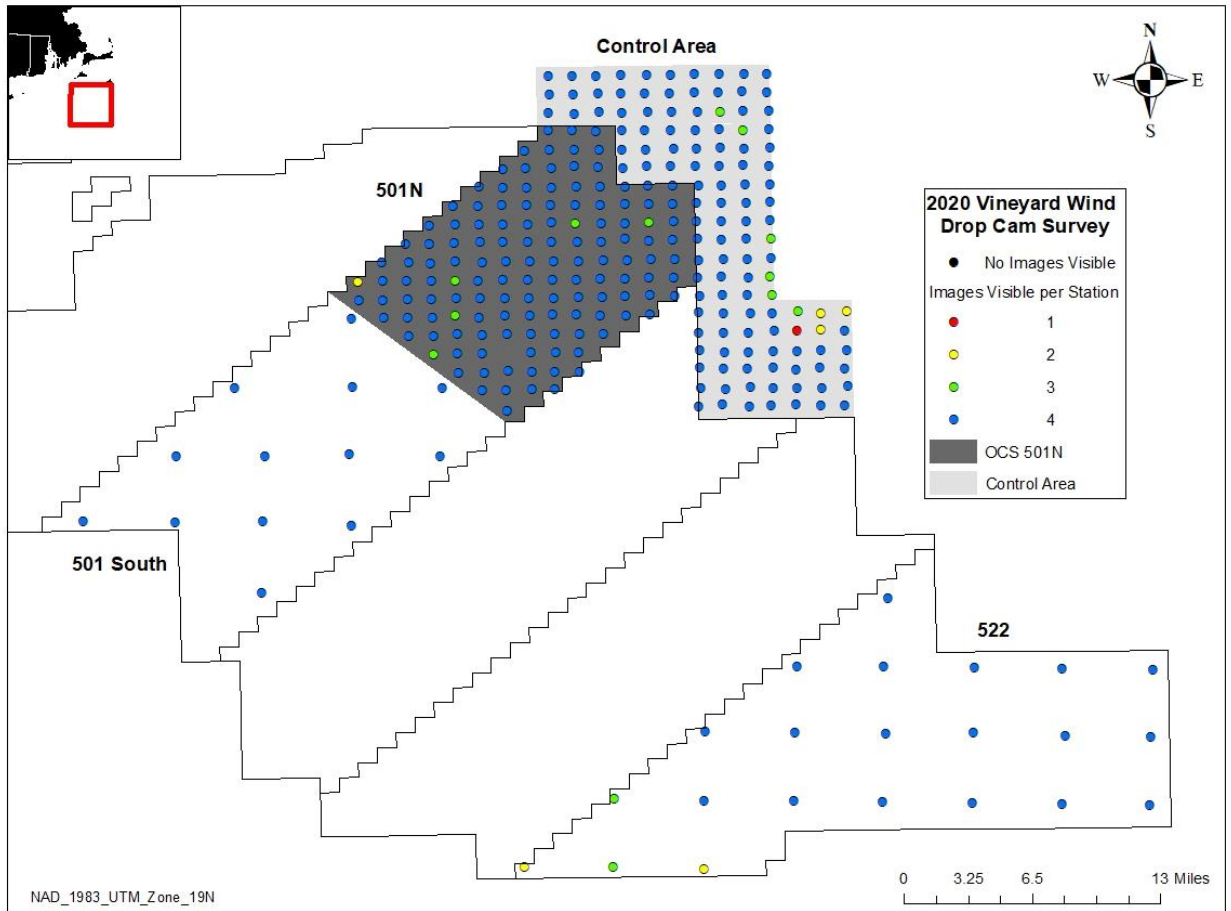 Control Area
N
W
E
S
501N
2020 Vineyard Wind
Drop Cam Survey
No Images Visible
Images Visible per Station
1
2
3
4
OCS 501N
Control Area
501 South
522
NAD_1983_UTM_Zone_19N
0 3.25 6.5 13 Miles